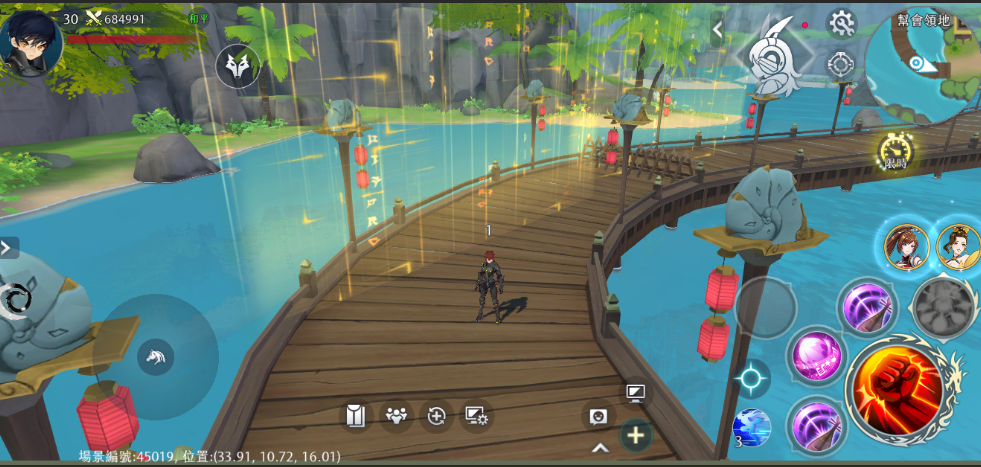 30 684991 和平
幫會領地
限時
1
3
場景編號:45019, 位置:(33.91, 10.72, 16.01)